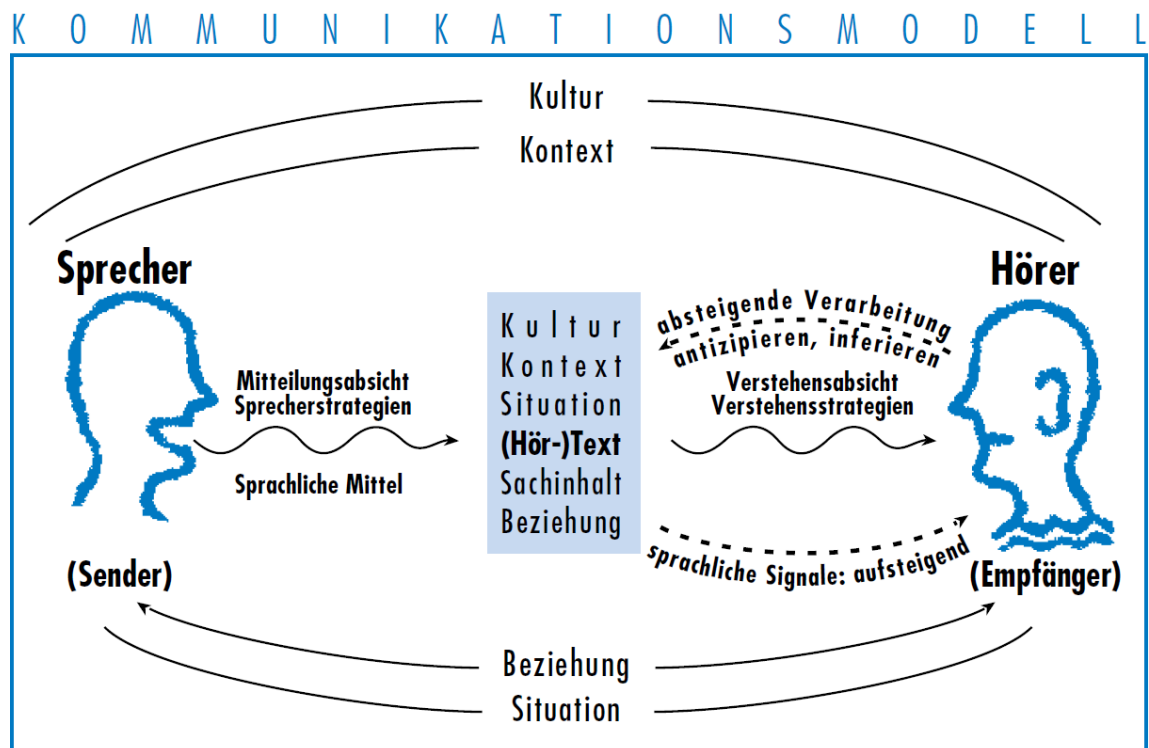 KOMMUNIKATIONSMODELL
Kultur
Kontext
Sprecher
Hörer
Mitteilungsabsicht
Sprecherstrategien
Sprachliche Mittel
(Sender)
Kultur
Kontext
Situation
(Hör-)Text
Sachinhalt
Beziehung
absteigende Verarbeitung
antizipieren, inferieren
Verstehensabsicht
Verstehensstrategien
sprachliche Signale: aufsteigend
(Empfänger)
Beziehung
Situation